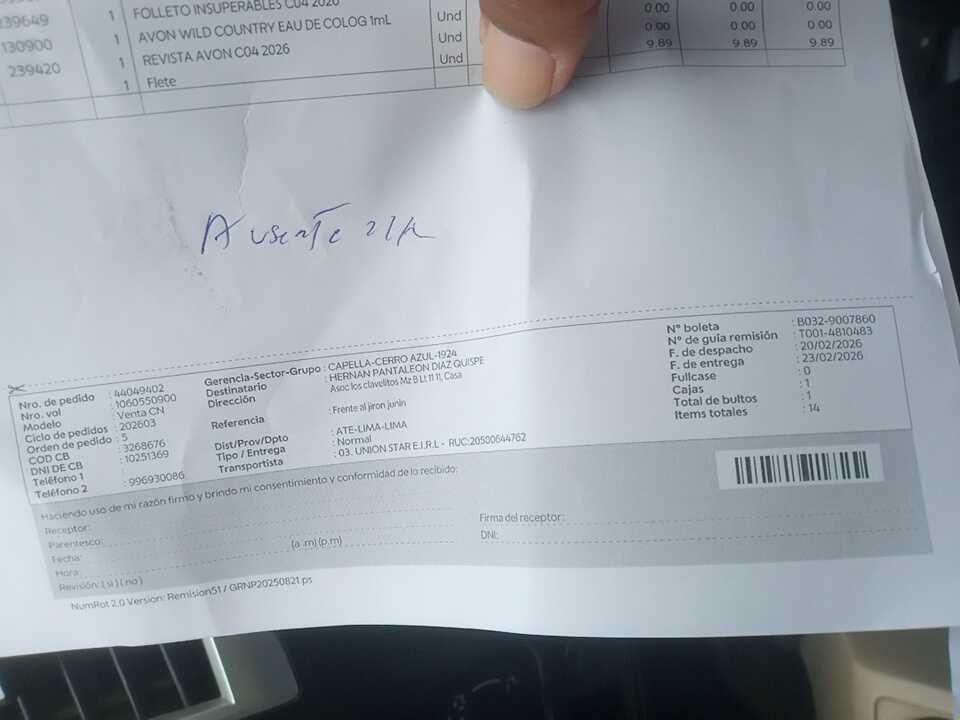 239649 1 FOLLETO INSUPERABLES C04 2026 Und 0.00 0.00 0.00
130900 1 AVON WILD COUNTRY EAU DE COLOG 1mL Und 0.00 0.00 0.00
239420 1 REVISTA AVON C04 2026 Und 9.89 9.89 9.89
1 Flete
Ausente
Nro. de pedido : 44049402
Nro. vol : 1060550900
Modelo : Venta CN
Ciclo de pedidos : 202603
Orden de pedido : 5
COD CB : 3268676
DNI DE CB : 10251369
Teléfono 1
Teléfono 2 : 996930086
Gerencia-Sector-Grupo : CAPELLA-CERRO AZUL-1924
Destinatario : HERNAN PANTALEON DIAZ QUISPE
Dirección : Asoc los clavelitos Mz B Lt 11 11, Casa
Referencia : Frente al jiron junin
Dist/Prov/Dpto : ATE-LIMA-LIMA
Tipo / Entrega : Normal
Transportista : 03. UNION STAR E.I.R.L - RUC:20500644762
N° boleta : B032-9007860
N° de guía remisión : T001-4810483
F. de despacho : 20/02/2026
F. de entrega : 23/02/2026
Fullcase : 0
Cajas : 1
Total de bultos : 1
Items totales : 14
Haciendo uso de mi razón firmo y brindo mi consentimiento y conformidad de lo recibido:
Receptor:
Parentesco:
Fecha:
Hora: (a .m) (p.m)
Revisión: ( si ) ( no )
Firma del receptor:
DNI:
NumRot 2.0 Version: Remision51 / GRNP20250821.ps